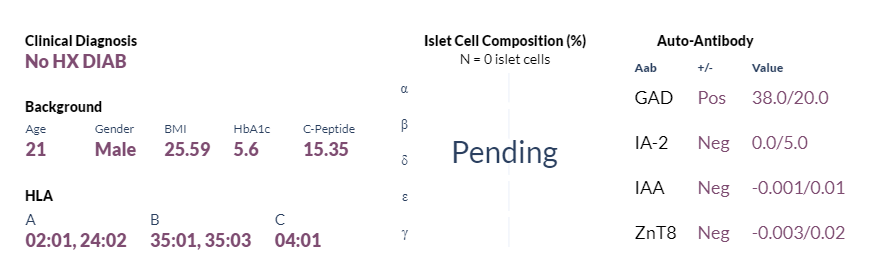 Clinical Diagnosis
No HX DIAB
Background
Age Gender BMI HbA1c C-Peptide
21 Male 25.59 5.6 15.35
HLA
A B C
02:01, 24:02 35:01, 35:03 04:01
Islet Cell Composition (%)
N = 0 islet cells
α
β
δ
ε
γ
Pending
Auto-Antibody
Aab +/- Value
GAD Pos 38.0/20.0
IA-2 Neg 0.0/5.0
IAA Neg -0.001/0.01
ZnT8 Neg -0.003/0.02